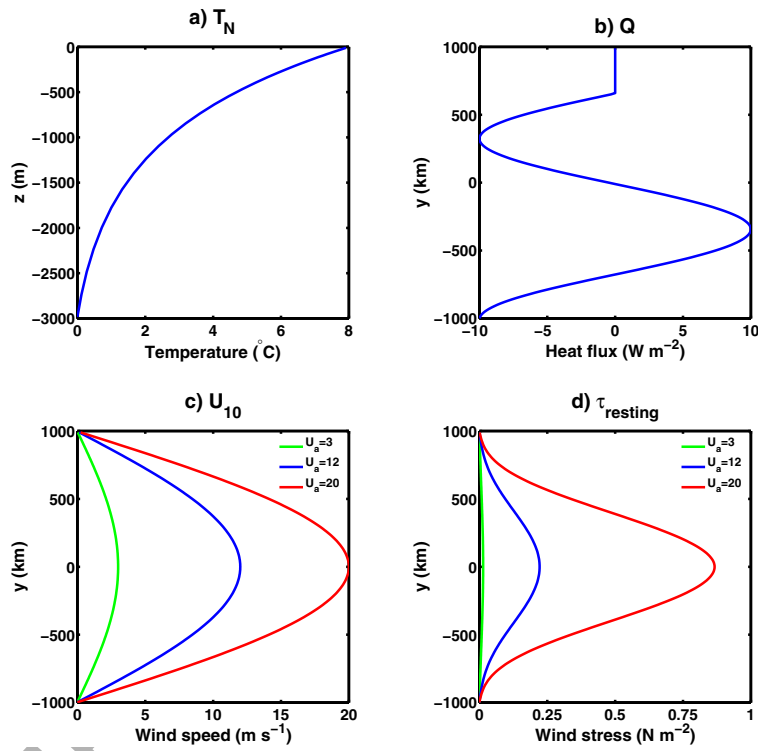 a) T_N
0
−500
−1000
−1500
−2000
−2500
−3000
z (m)
0 2 4 6 8
Temperature (°C)
b) Q
1000
500
0
−500
−1000
y (km)
−10 −5 0 5 10
Heat flux (W m⁻²)
c) U₁₀
1000
500
0
−500
−1000
y (km)
U_a=3
U_a=12
U_a=20
0 5 10 15 20
Wind speed (m s⁻¹)
d) τ_resting
1000
500
0
−500
−1000
y (km)
U_a=3
U_a=12
U_a=20
0 0.25 0.5 0.75 1
Wind stress (N m⁻²)